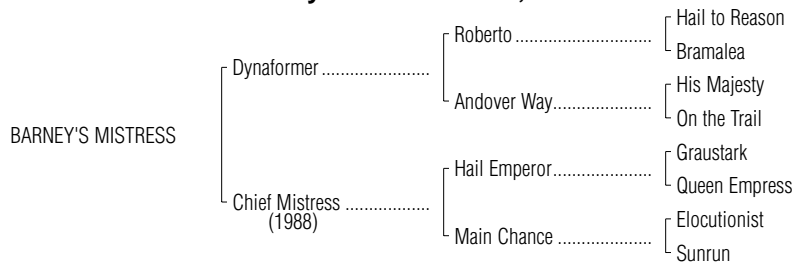 Roberto ............................ Hail to Reason
Bramalea
Dynaformer .......................
Andover Way..................... His Majesty
On the Trail
BARNEY'S MISTRESS
Hail Emperor..................... Graustark
Queen Empress
Chief Mistress ..................
(1988)
Main Chance .................... Elocutionist
Sunrun